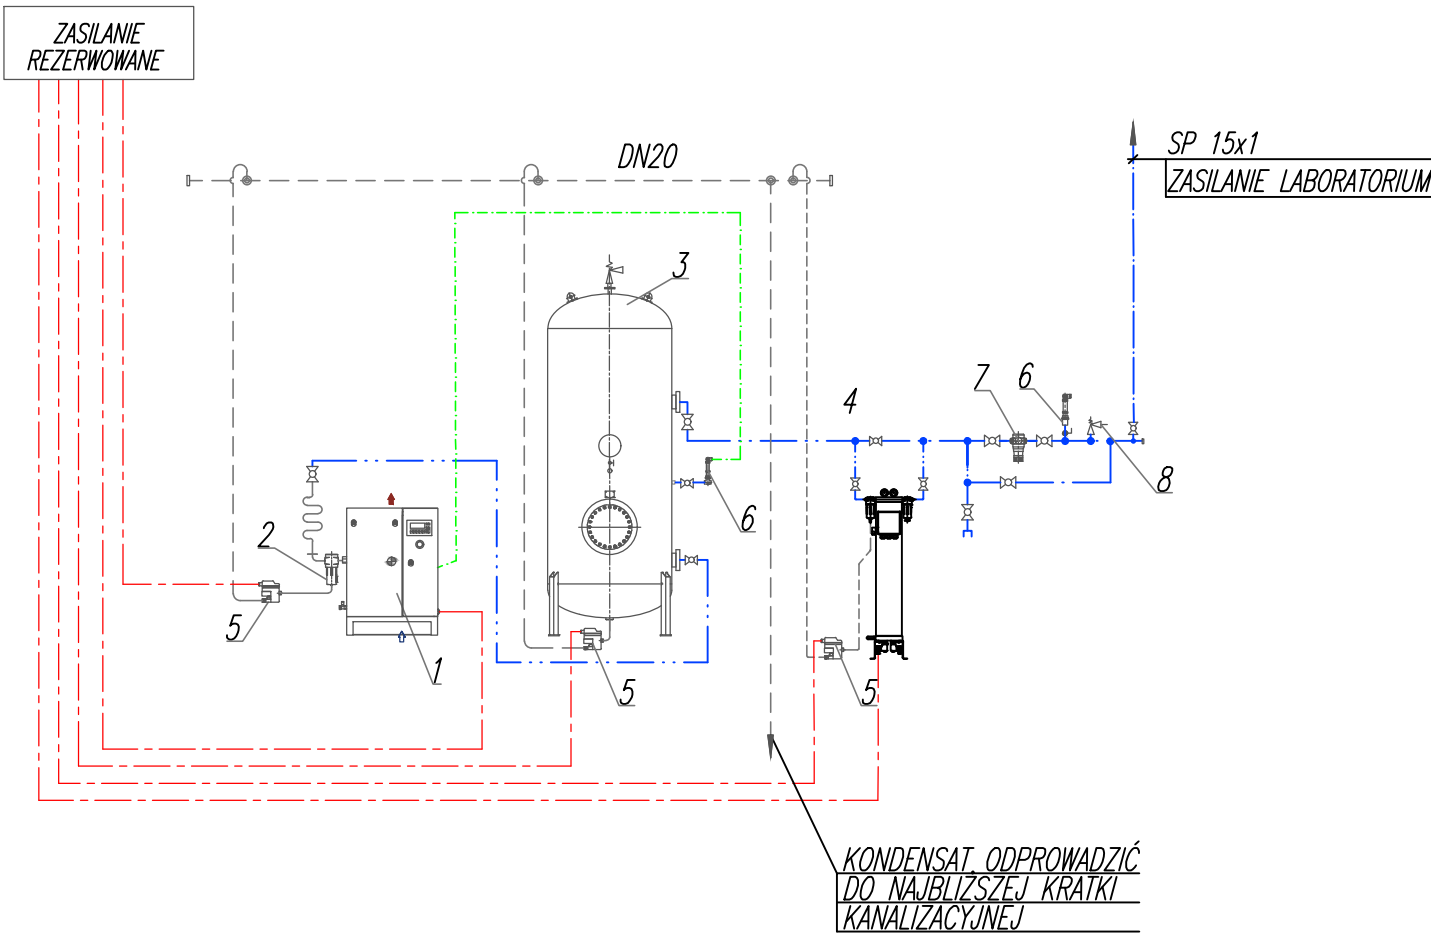 ZASILANIE
REZERWOWANE
DN20
SP 15x1
ZASILANIE LABORATORIUM
3
4
7
6
8
2
6
5
1
5
5
KONDENSAT ODPROWADZIĆ
DO NAJBLIŻSZEJ KRATKI
KANALIZACYJNEJ